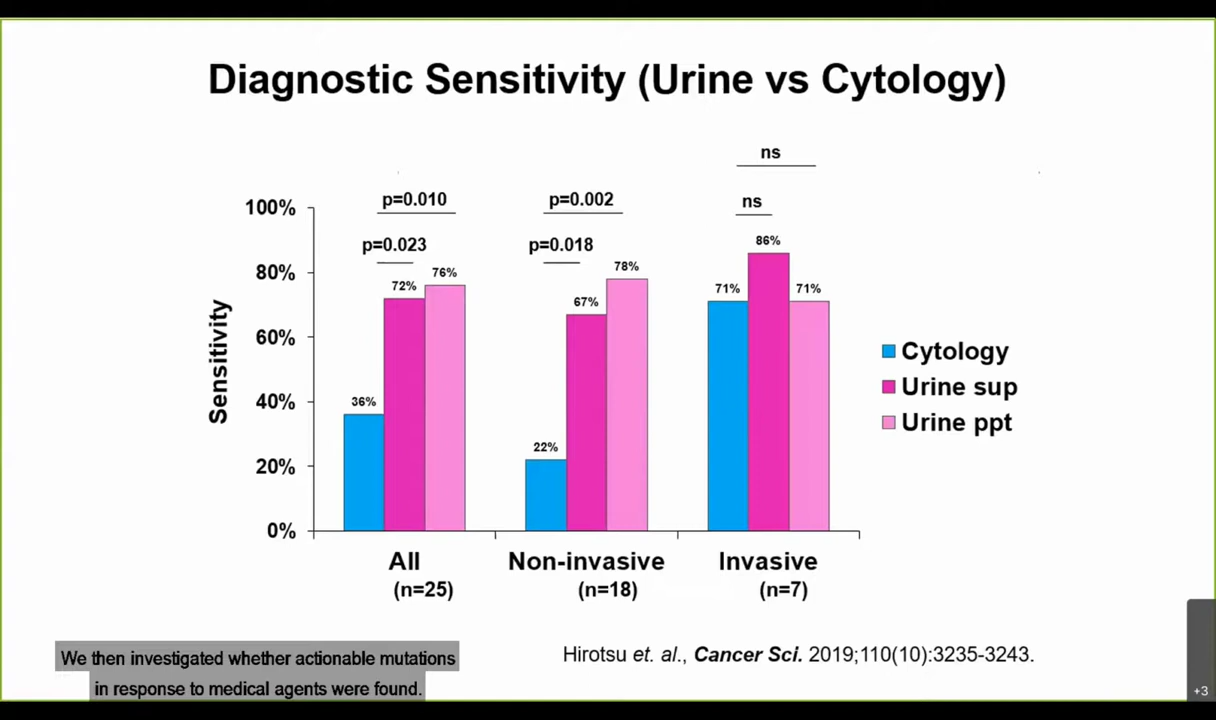 Diagnostic Sensitivity (Urine vs Cytology)
ns
p=0.010
p=0.002
ns
100%
p=0.023
p=0.018
86%
80%
72%
76%
67%
78%
71%
71%
60%
Sensitivity
40%
36%
22%
20%
0%
Cytology
Urine sup
Urine ppt
All
(n=25)
Non-invasive
(n=18)
Invasive
(n=7)
We then investigated whether actionable mutations
in response to medical agents were found.
Hirotsu et. al., Cancer Sci. 2019;110(10):3235-3243.
+3